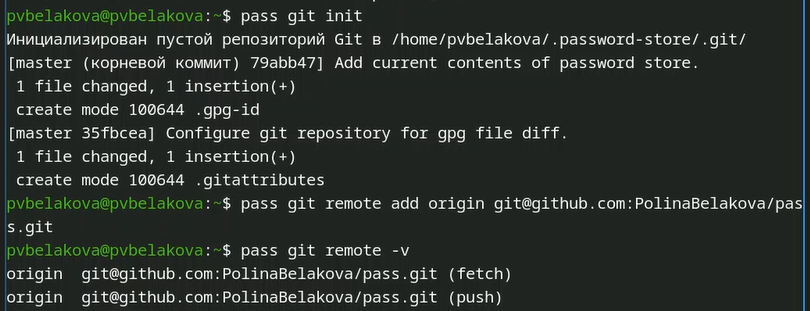 pvbelakova@pvbelakova:~$ pass git init
Инициализирован пустой репозиторий Git в /home/pvbelakova/.password-store/.git/
[master (корневой коммит) 79abb47] Add current contents of password store.
 1 file changed, 1 insertion(+)
 create mode 100644 .gpg-id
[master 35fbcea] Configure git repository for gpg file diff.
 1 file changed, 1 insertion(+)
 create mode 100644 .gitattributes
pvbelakova@pvbelakova:~$ pass git remote add origin git@github.com:PolinaBelakova/pas
s.git
pvbelakova@pvbelakova:~$ pass git remote -v
origin  git@github.com:PolinaBelakova/pass.git (fetch)
origin  git@github.com:PolinaBelakova/pass.git (push)